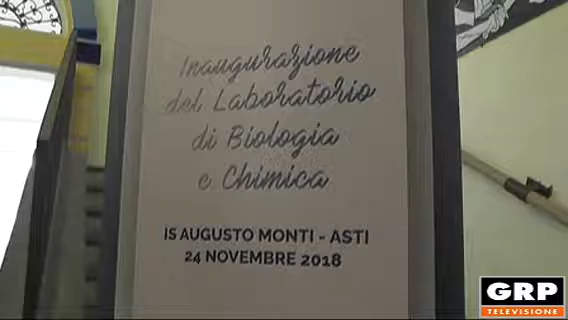 Inaugurazione
del Laboratorio
di Biologia
e Chimica
IS AUGUSTO MONTI - ASTI
24 NOVEMBRE 2018
GRP
TELEVISIONE